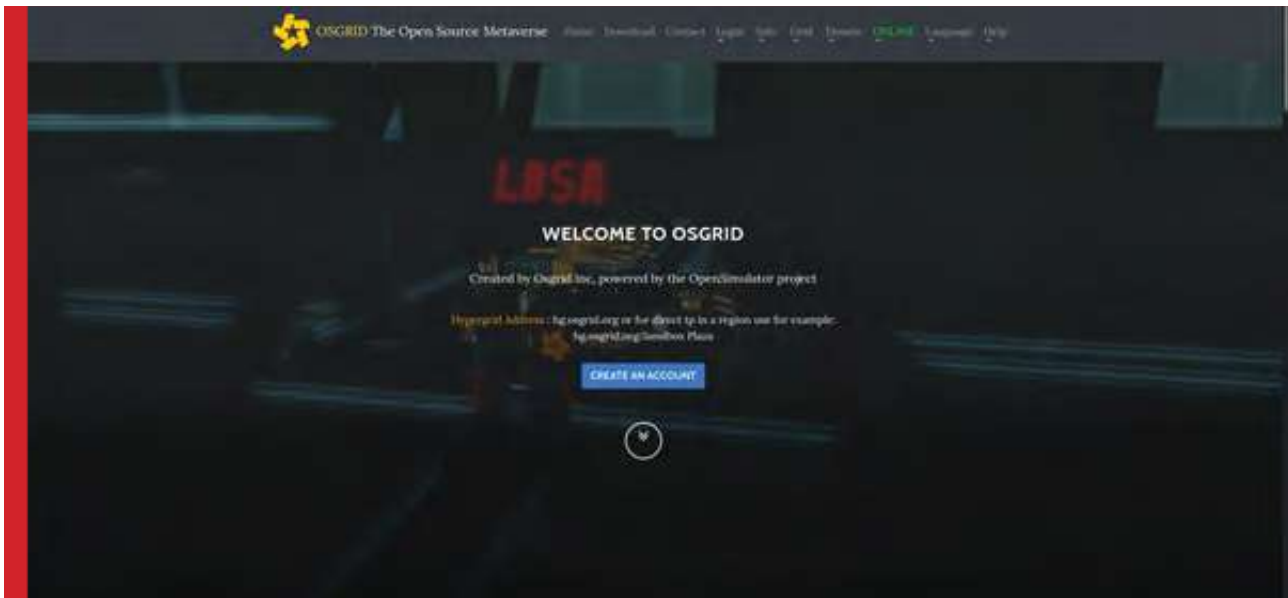 OSGRID The Open Source Metaverse Home Download Contact Login Info Grid Donate ONLINE Language Help
LBSA
WELCOME TO OSGRID
Created by Osgrid Inc, powered by the OpenSimulator project
Hypergrid Address : hg.osgrid.org or for direct tp in a region use for example:
hg.osgrid.org:Sandbox Plaza
CREATE AN ACCOUNT